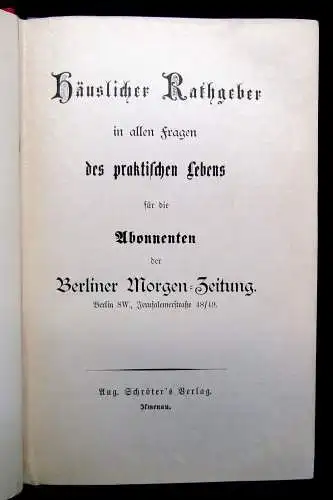 Häuslicher Rathgeber
in allen Fragen
des praktischen Lebens
für die
Abonnenten
der
Berliner Morgen-Zeitung.
Berlin SW., Jerusalemerstraße 48/49.
Aug. Schröter's Verlag.
Ilmenau.